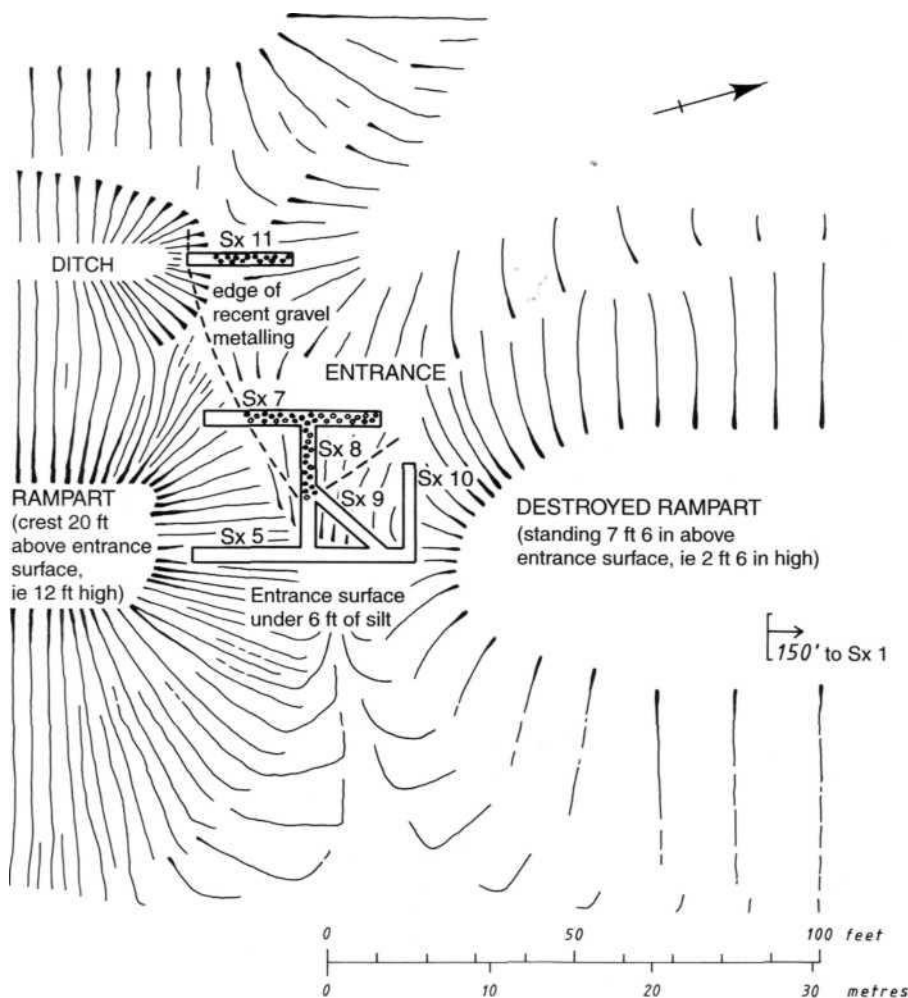 Sx 11
DITCH
edge of
recent gravel
metalling
ENTRANCE
Sx 7
Sx 8
Sx 10
Sx 9
RAMPART
(crest 20 ft
above entrance
surface,
ie 12 ft high)
Sx 5
DESTROYED RAMPART
(standing 7 ft 6 in above
entrance surface, ie 2 ft 6 in high)
Entrance surface
under 6 ft of silt
150' to Sx 1
0 50 100 feet
0 10 20 30 metres